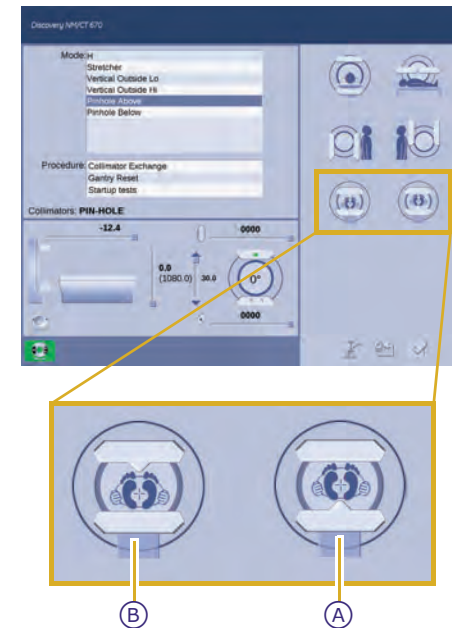 Discovery NM/CT 670
Mode: H
Stretcher
Vertical Outside Lo
Vertical Outside Hi
Pinhole Above
Pinhole Below
Procedure: Collimator Exchange
Gantry Reset
Startup tests
Collimators: PIN-HOLE
-12.4
0000
0.0
(1080.0)
30.0
0°
0000
B
A